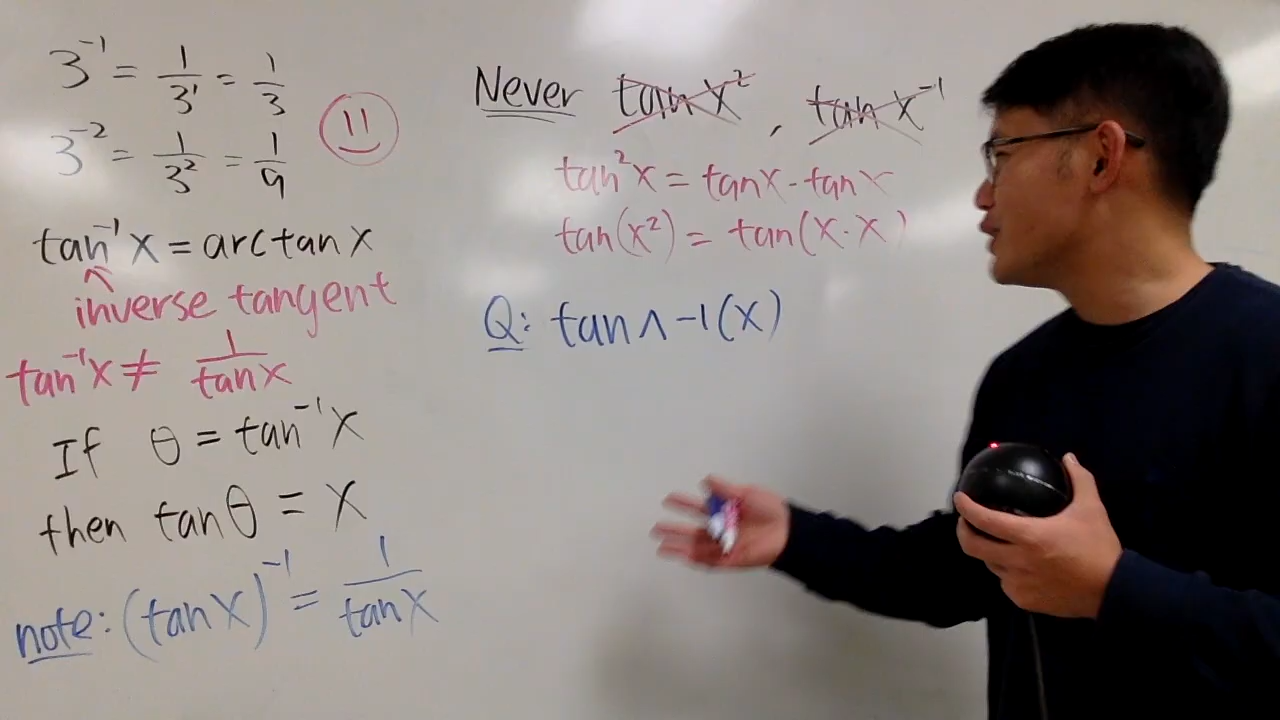 3⁻¹ = 1/3¹ = 1/3
3⁻² = 1/3² = 1/9
tan⁻¹x = arctanx
inverse tangent
tan⁻¹x ≠ 1/tanx
If θ = tan⁻¹x
then tanθ = x
note: (tanx)⁻¹ = 1/tanx
Never tan x², tan x⁻¹
tan²x = tanx·tanx
tan(x²) = tan(x·x)
Q: tan^-1(x)